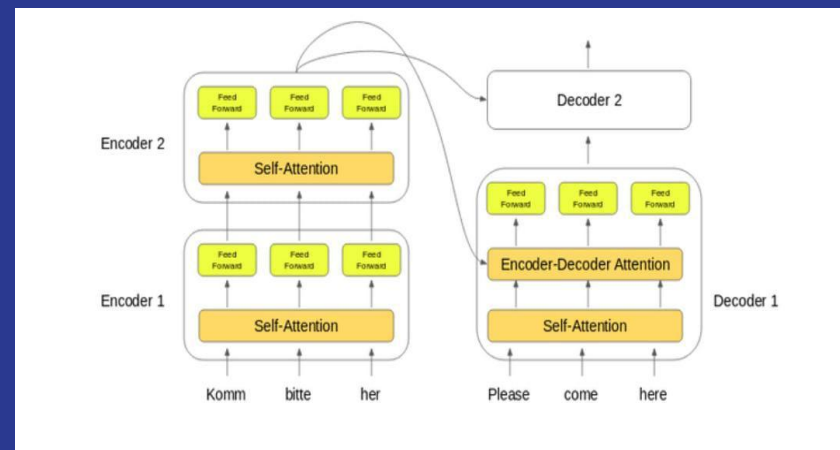 Encoder 2
Feed
Forward
Feed
Forward
Feed
Forward
Self-Attention
Encoder 1
Feed
Forward
Feed
Forward
Feed
Forward
Self-Attention
Komm bitte her
Decoder 2
Feed
Forward
Feed
Forward
Feed
Forward
Encoder-Decoder Attention
Self-Attention
Decoder 1
Please come here